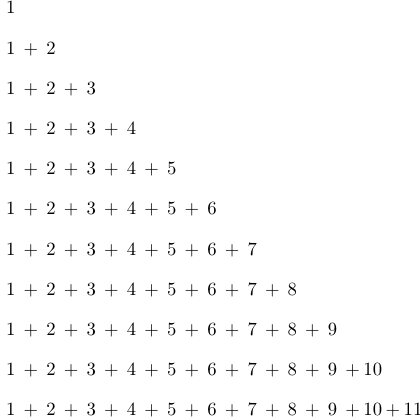 1
1 + 2
1 + 2 + 3
1 + 2 + 3 + 4
1 + 2 + 3 + 4 + 5
1 + 2 + 3 + 4 + 5 + 6
1 + 2 + 3 + 4 + 5 + 6 + 7
1 + 2 + 3 + 4 + 5 + 6 + 7 + 8
1 + 2 + 3 + 4 + 5 + 6 + 7 + 8 + 9
1 + 2 + 3 + 4 + 5 + 6 + 7 + 8 + 9 + 10
1 + 2 + 3 + 4 + 5 + 6 + 7 + 8 + 9 + 10 + 11